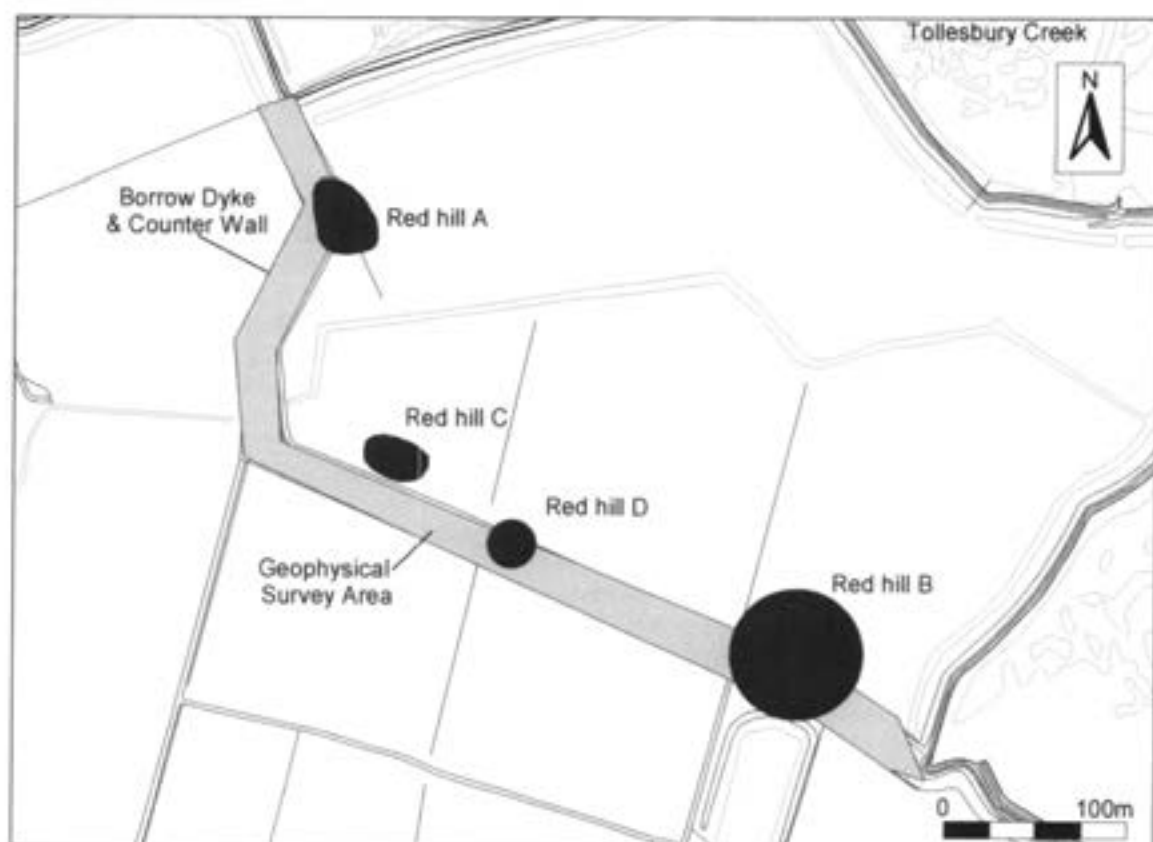 Tollesbury Creek
N
Borrow Dyke
& Counter Wall
Red hill A
Red hill C
Red hill D
Geophysical
Survey Area
Red hill B
0 100m